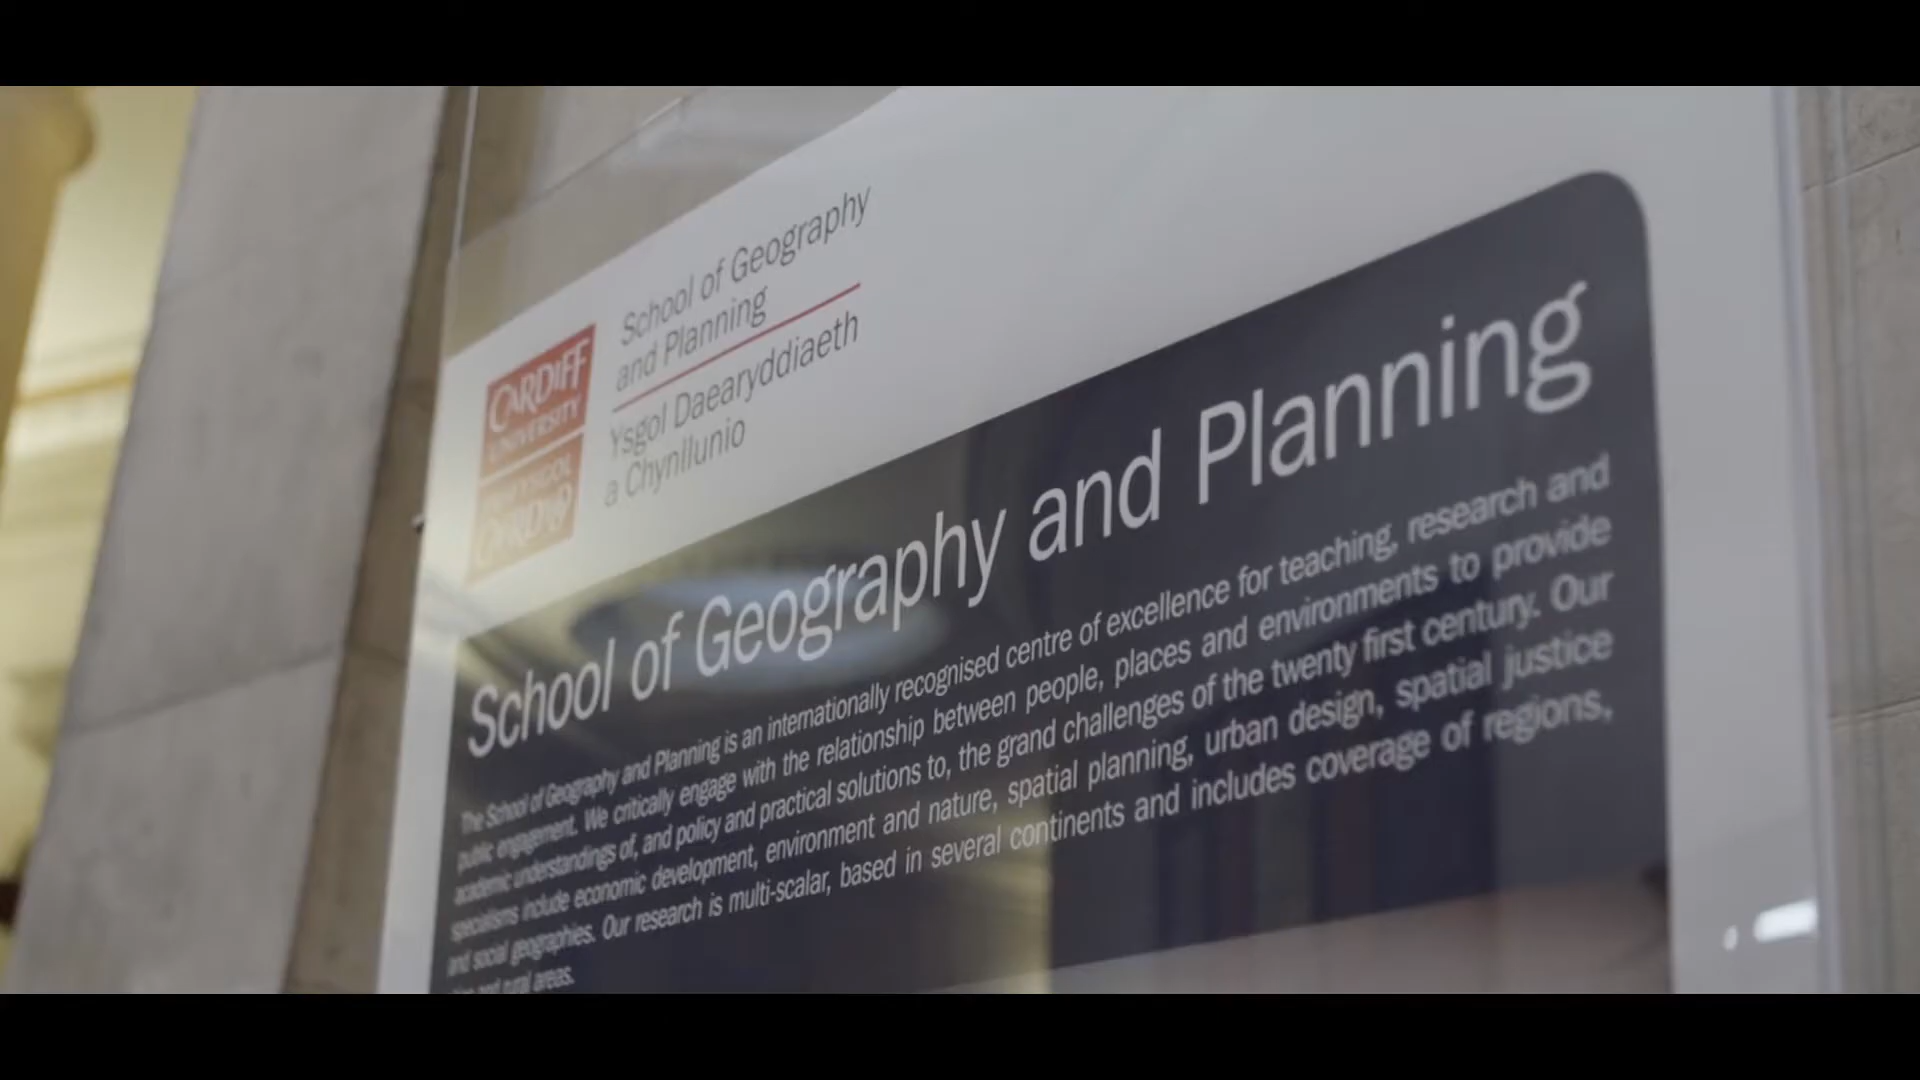 CARDIFF
UNIVERSITY
PRIFYSGOL
CAERDYDD
School of Geography
and Planning
Ysgol Daearyddiaeth
a Chynllunio
School of Geography and Planning
The School of Geography and Planning is an internationally recognised centre of excellence for teaching, research and
public engagement. We critically engage with the relationship between people, places and environments to provide
academic understandings of, and policy and practical solutions to, the grand challenges of the twenty first century. Our
specialisms include economic development, environment and nature, spatial planning, urban design, spatial justice
and social geographies. Our research is multi-scalar, based in several continents and includes coverage of regions,
and rural areas.